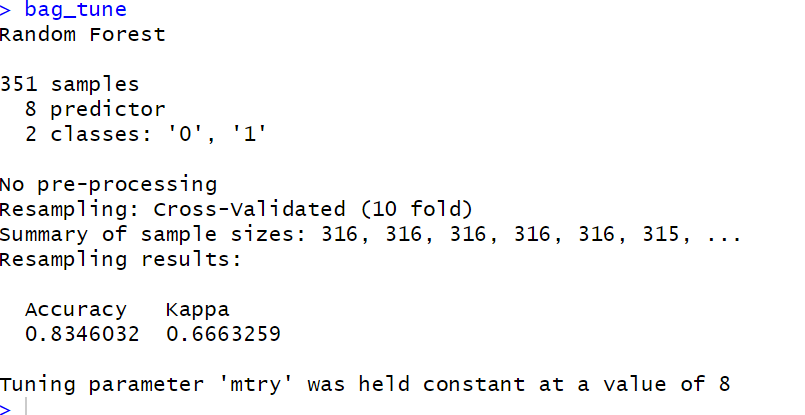 > bag_tune
Random Forest
351 samples
8 predictor
2 classes: '0', '1'
No pre-processing
Resampling: Cross-Validated (10 fold)
Summary of sample sizes: 316, 316, 316, 316, 316, 315, ...
Resampling results:
Accuracy Kappa
0.8346032 0.6663259
Tuning parameter 'mtry' was held constant at a value of 8
>